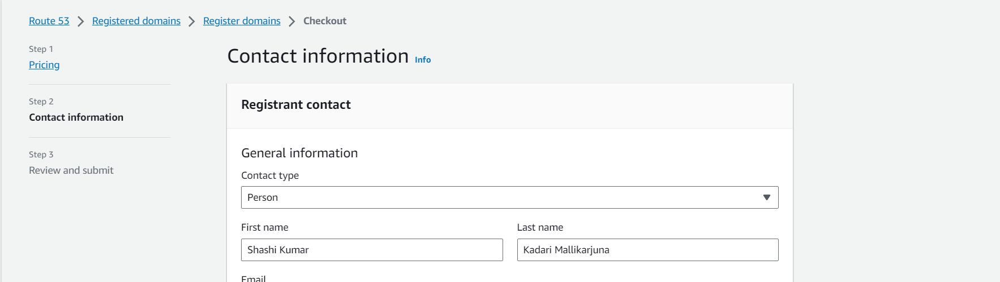 Route 53 Registered domains Register domains Checkout
Step 1
Pricing
Step 2
Contact information
Step 3
Review and submit
Contact information Info
Registrant contact
General information
Contact type
Person
First name Last name
Shashi Kumar Kadari Mallikarjuna
Email